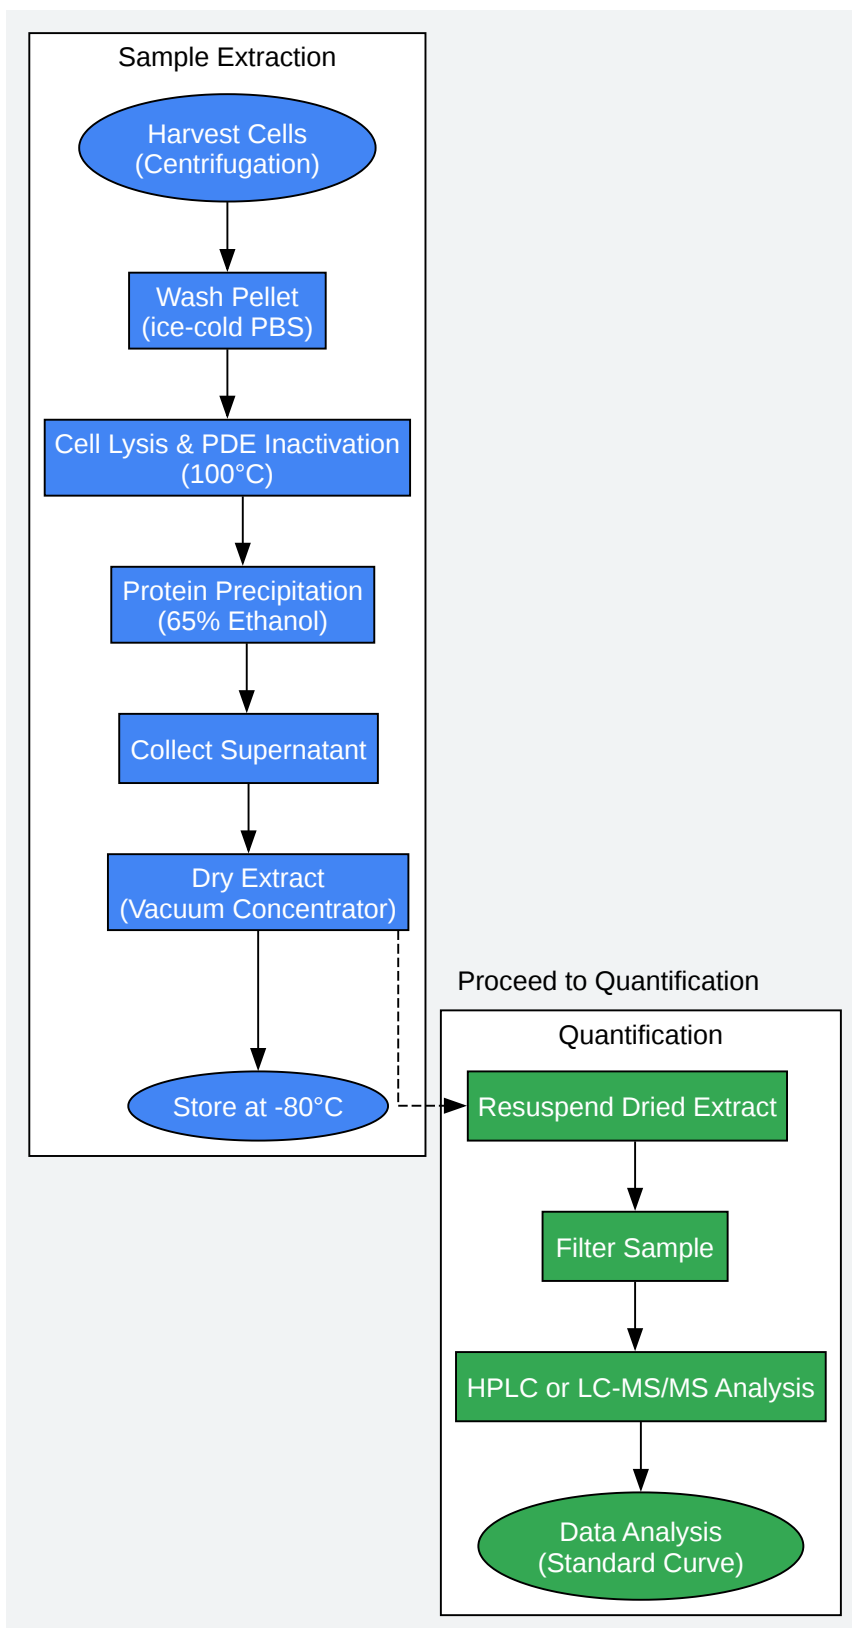 Sample Extraction
Harvest Cells
(Centrifugation)
Wash Pellet
(ice-cold PBS)
Cell Lysis & PDE Inactivation
(100°C)
Protein Precipitation
(65% Ethanol)
Collect Supernatant
Dry Extract
(Vacuum Concentrator)
Store at -80°C
Proceed to Quantification
Quantification
Resuspend Dried Extract
Filter Sample
HPLC or LC-MS/MS Analysis
Data Analysis
(Standard Curve)